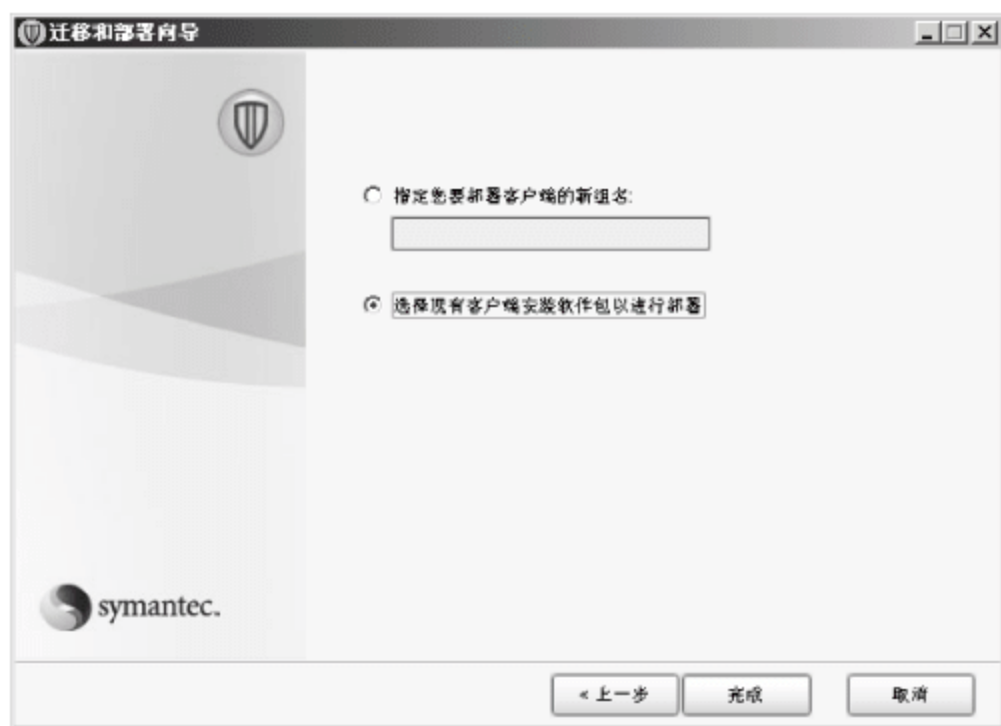 迁移和部署向导
指定您要部署客户端的新组名:
选择现有客户端安装软件包以进行部署
symantec.
« 上一步
完成
取消